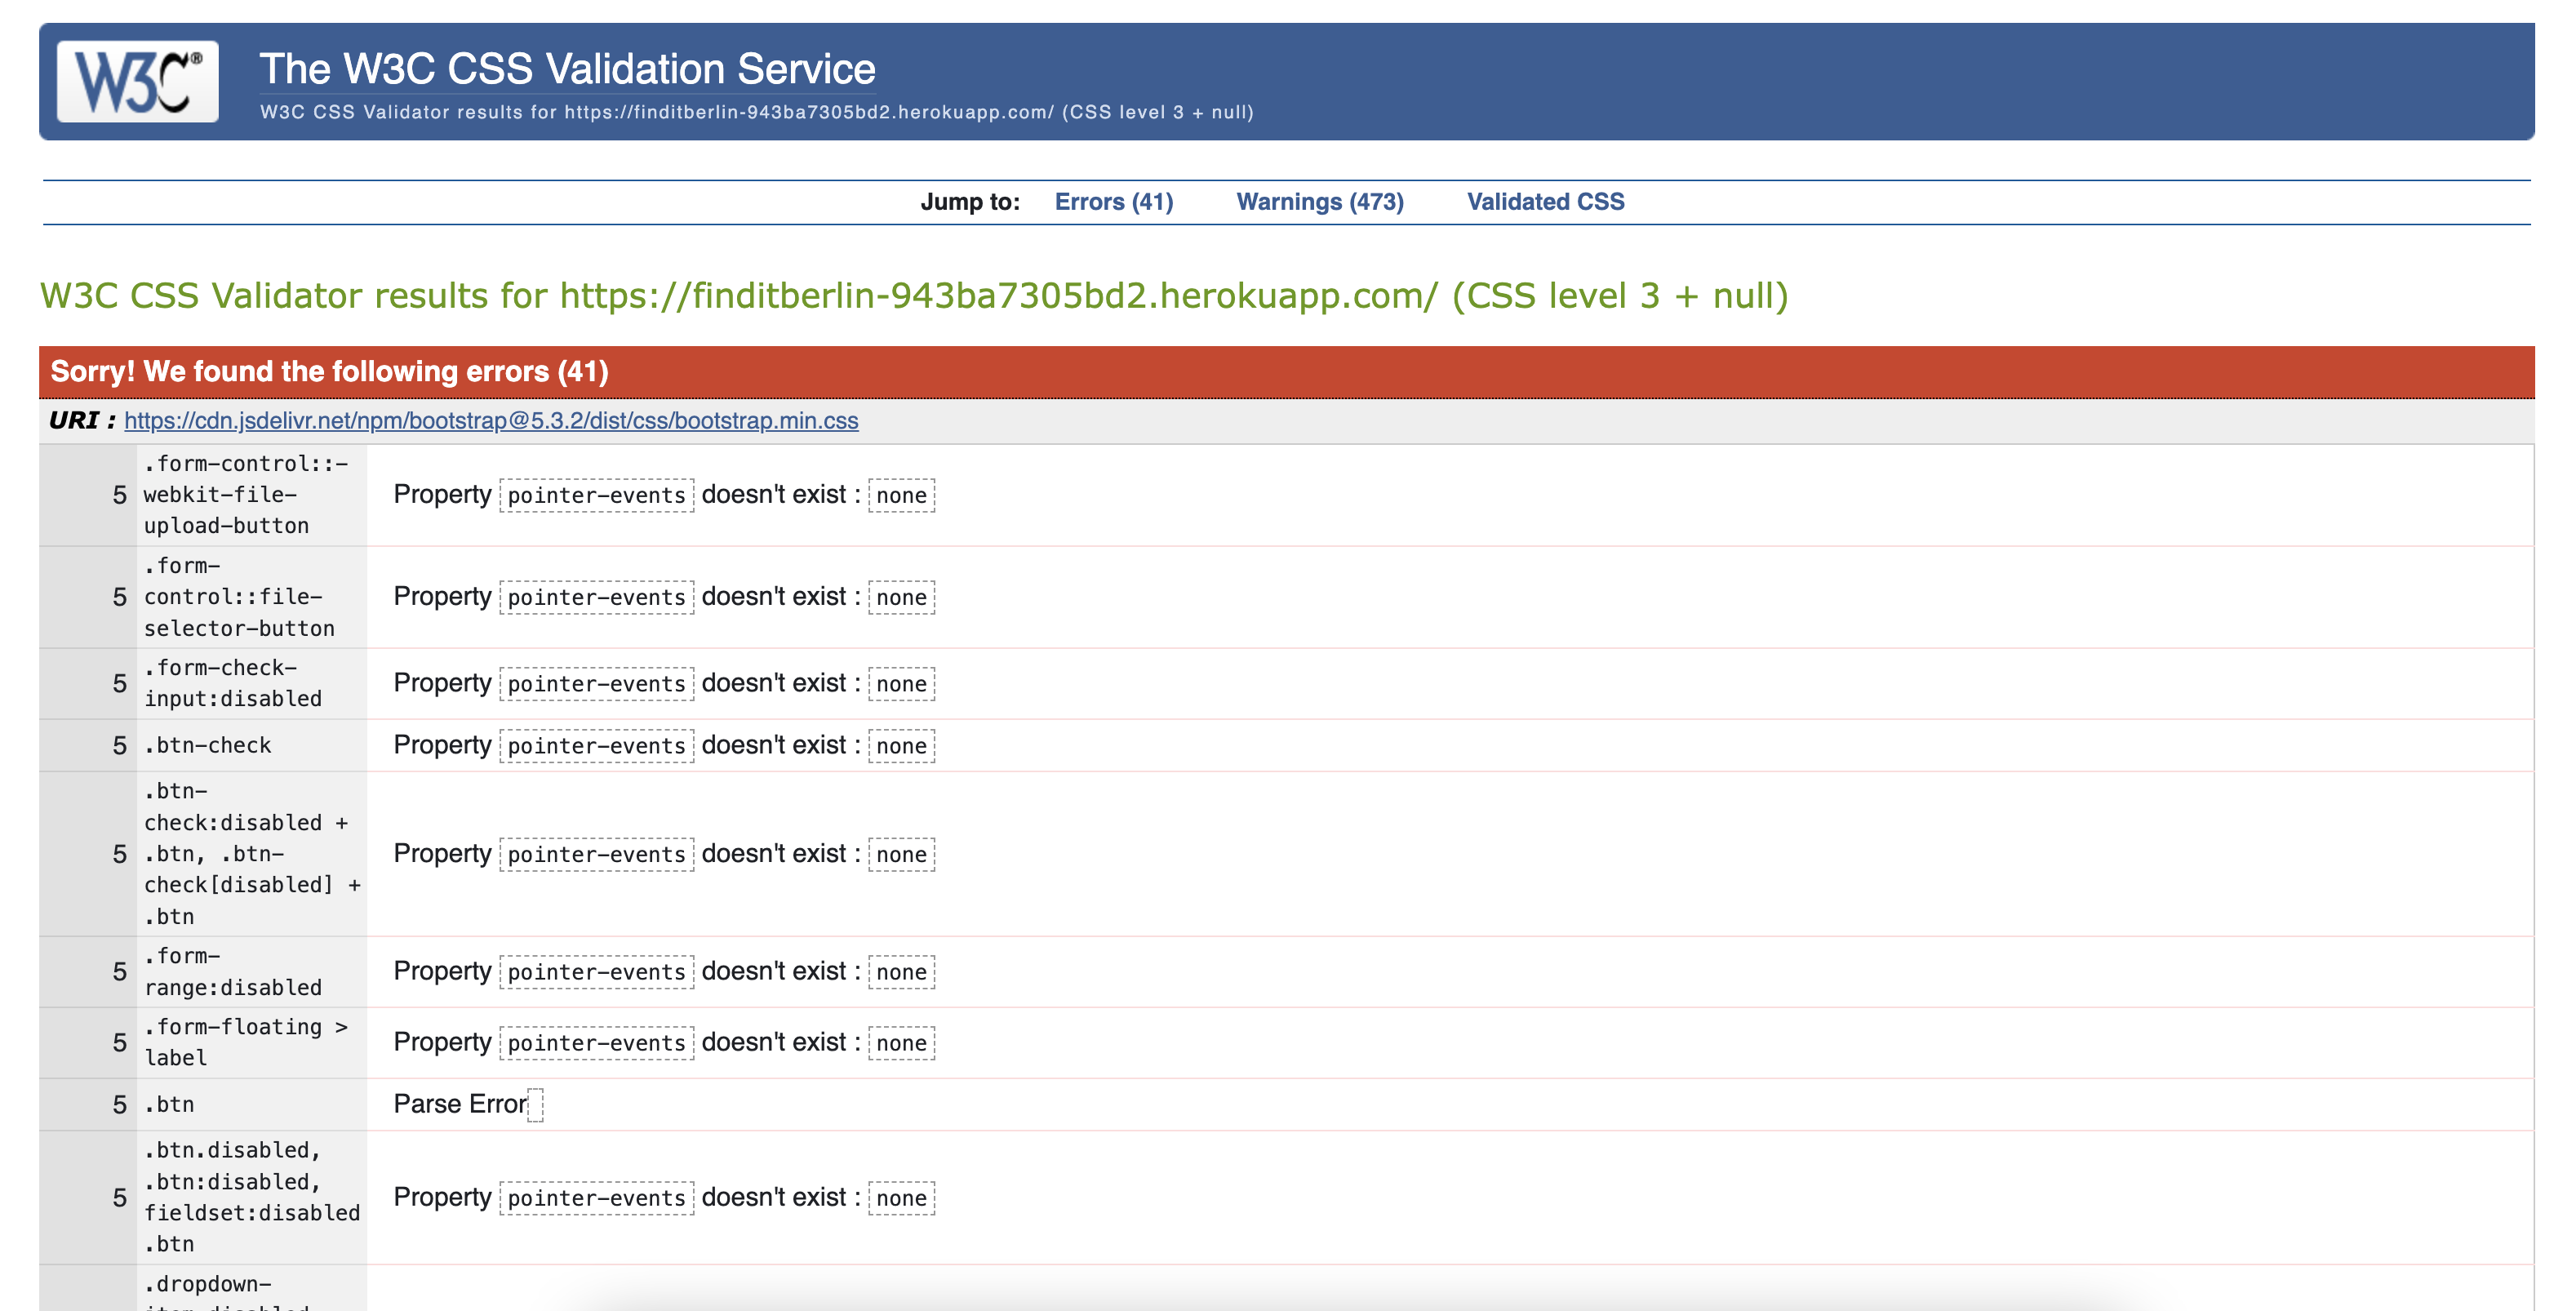 W3C®
The W3C CSS Validation Service
W3C CSS Validator results for https://finditberlin-943ba7305bd2.herokuapp.com/ (CSS level 3 + null)
Jump to: Errors (41) Warnings (473) Validated CSS
W3C CSS Validator results for https://finditberlin-943ba7305bd2.herokuapp.com/ (CSS level 3 + null)
Sorry! We found the following errors (41)
URI : https://cdn.jsdelivr.net/npm/bootstrap@5.3.2/dist/css/bootstrap.min.css
.form-control::-
5 webkit-file- Property pointer-events doesn't exist : none
upload-button
.form-
5 control::file- Property pointer-events doesn't exist : none
selector-button
5 .form-check- Property pointer-events doesn't exist : none
input:disabled
5 .btn-check Property pointer-events doesn't exist : none
.btn-
check:disabled +
5 .btn, .btn- Property pointer-events doesn't exist : none
check[disabled] +
.btn
5 .form- Property pointer-events doesn't exist : none
range:disabled
5 .form-floating > Property pointer-events doesn't exist : none
label
5 .btn Parse Error
.btn.disabled,
.btn:disabled,
5 fieldset:disabled Property pointer-events doesn't exist : none
.btn
.dropdown-